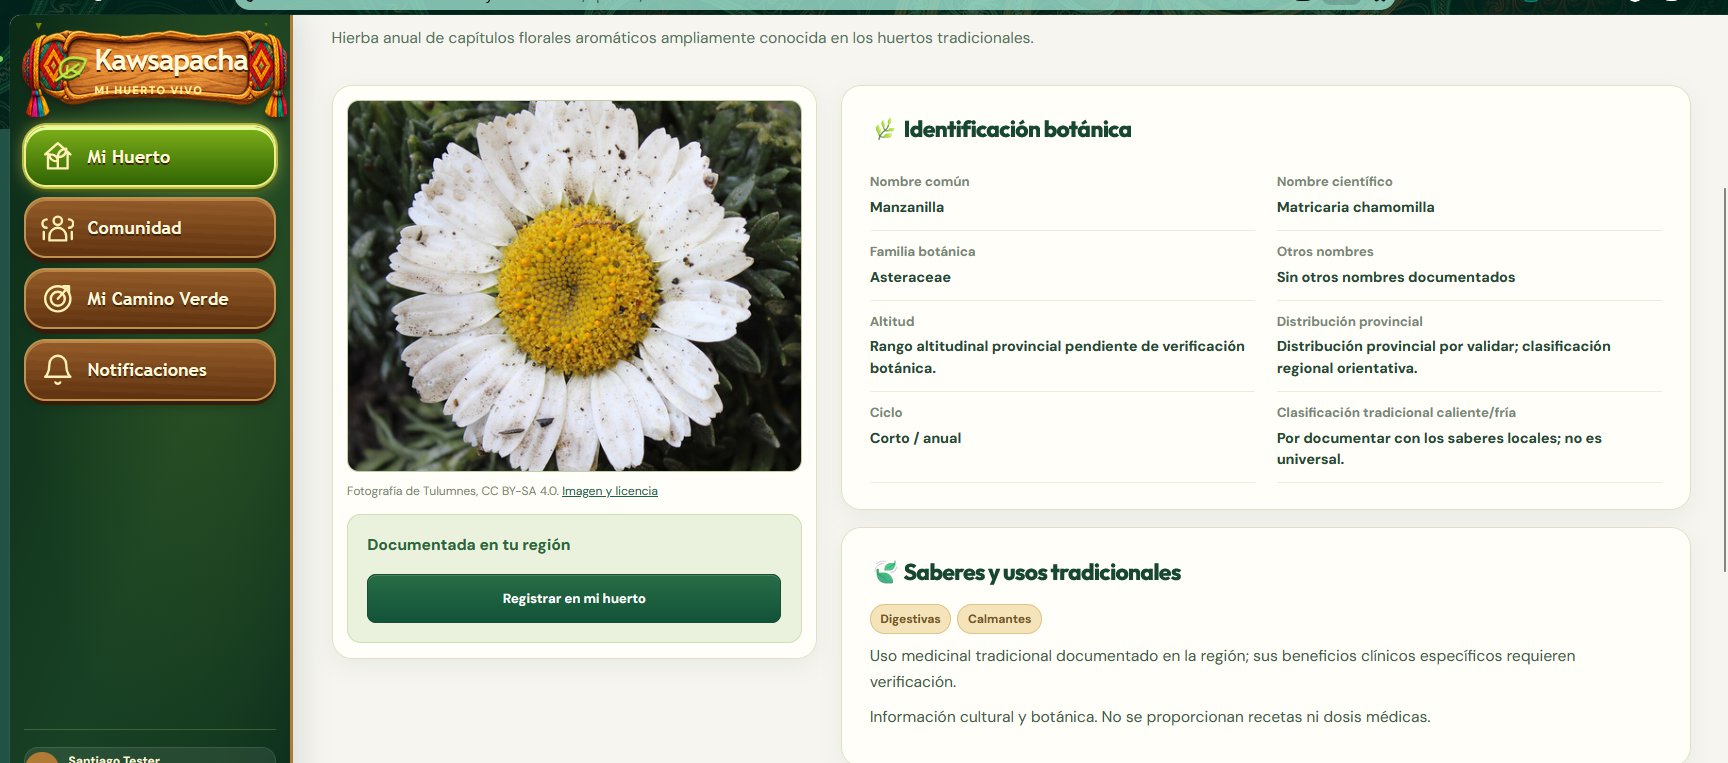 Hierba anual de capítulos florales aromáticos ampliamente conocida en los huertos tradicionales.
Kawsapacha
MI HUERTO VIVO
Mi Huerto
Comunidad
Mi Camino Verde
Notificaciones
Santiago Tester
Fotografía de Tulumnes, CC BY-SA 4.0. Imagen y licencia
Documentada en tu región
Registrar en mi huerto
Identificación botánica
Nombre común
Manzanilla
Nombre científico
Matricaria chamomilla
Familia botánica
Asteraceae
Otros nombres
Sin otros nombres documentados
Altitud
Rango altitudinal provincial pendiente de verificación
botánica.
Distribución provincial
Distribución provincial por validar; clasificación
regional orientativa.
Ciclo
Corto / anual
Clasificación tradicional caliente/fría
Por documentar con los saberes locales; no es
universal.
Saberes y usos tradicionales
Digestivas
Calmantes
Uso medicinal tradicional documentado en la región; sus beneficios clínicos específicos requieren
verificación.
Información cultural y botánica. No se proporcionan recetas ni dosis médicas.